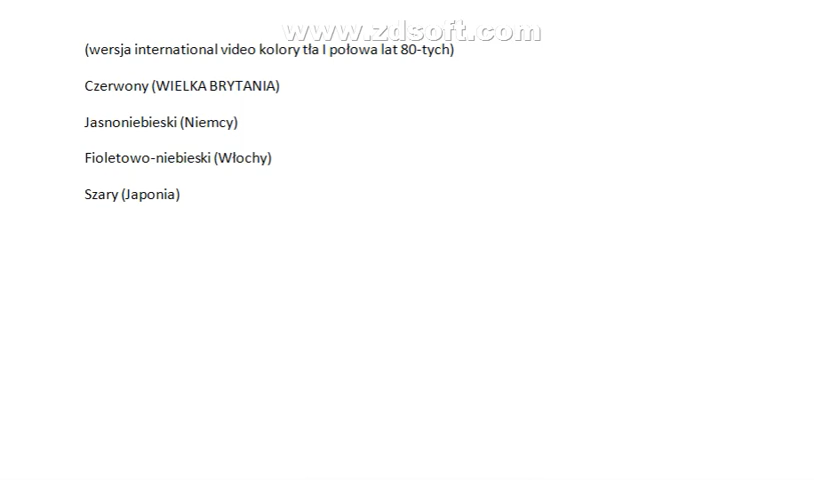 www.zdsoft.com
(wersja international video kolory tła I połowa lat 80-tych)
Czerwony (WIELKA BRYTANIA)
Jasnoniebieski (Niemcy)
Fioletowo-niebieski (Włochy)
Szary (Japonia)